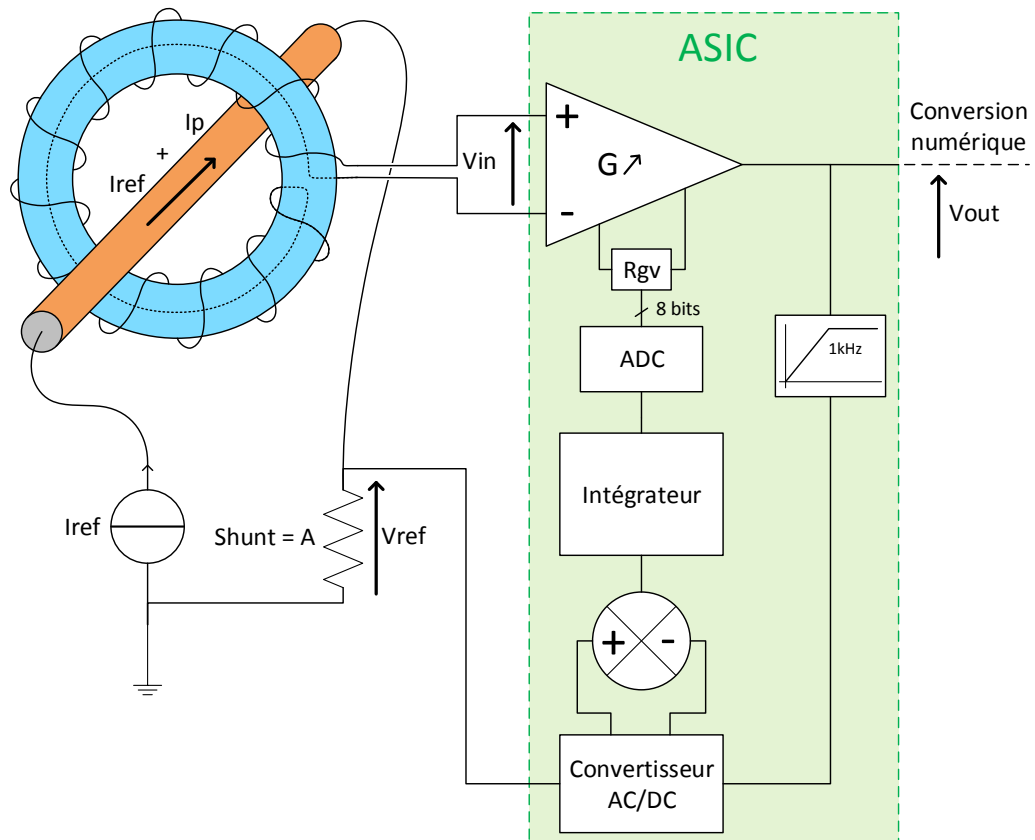 ASIC
Conversion
numérique
Ip
+
Iref
Vin
+
G
-
Vout
Rgv
8 bits
ADC
1kHz
Intégrateur
Iref
Shunt = A
Vref
+ -
Convertisseur
AC/DC